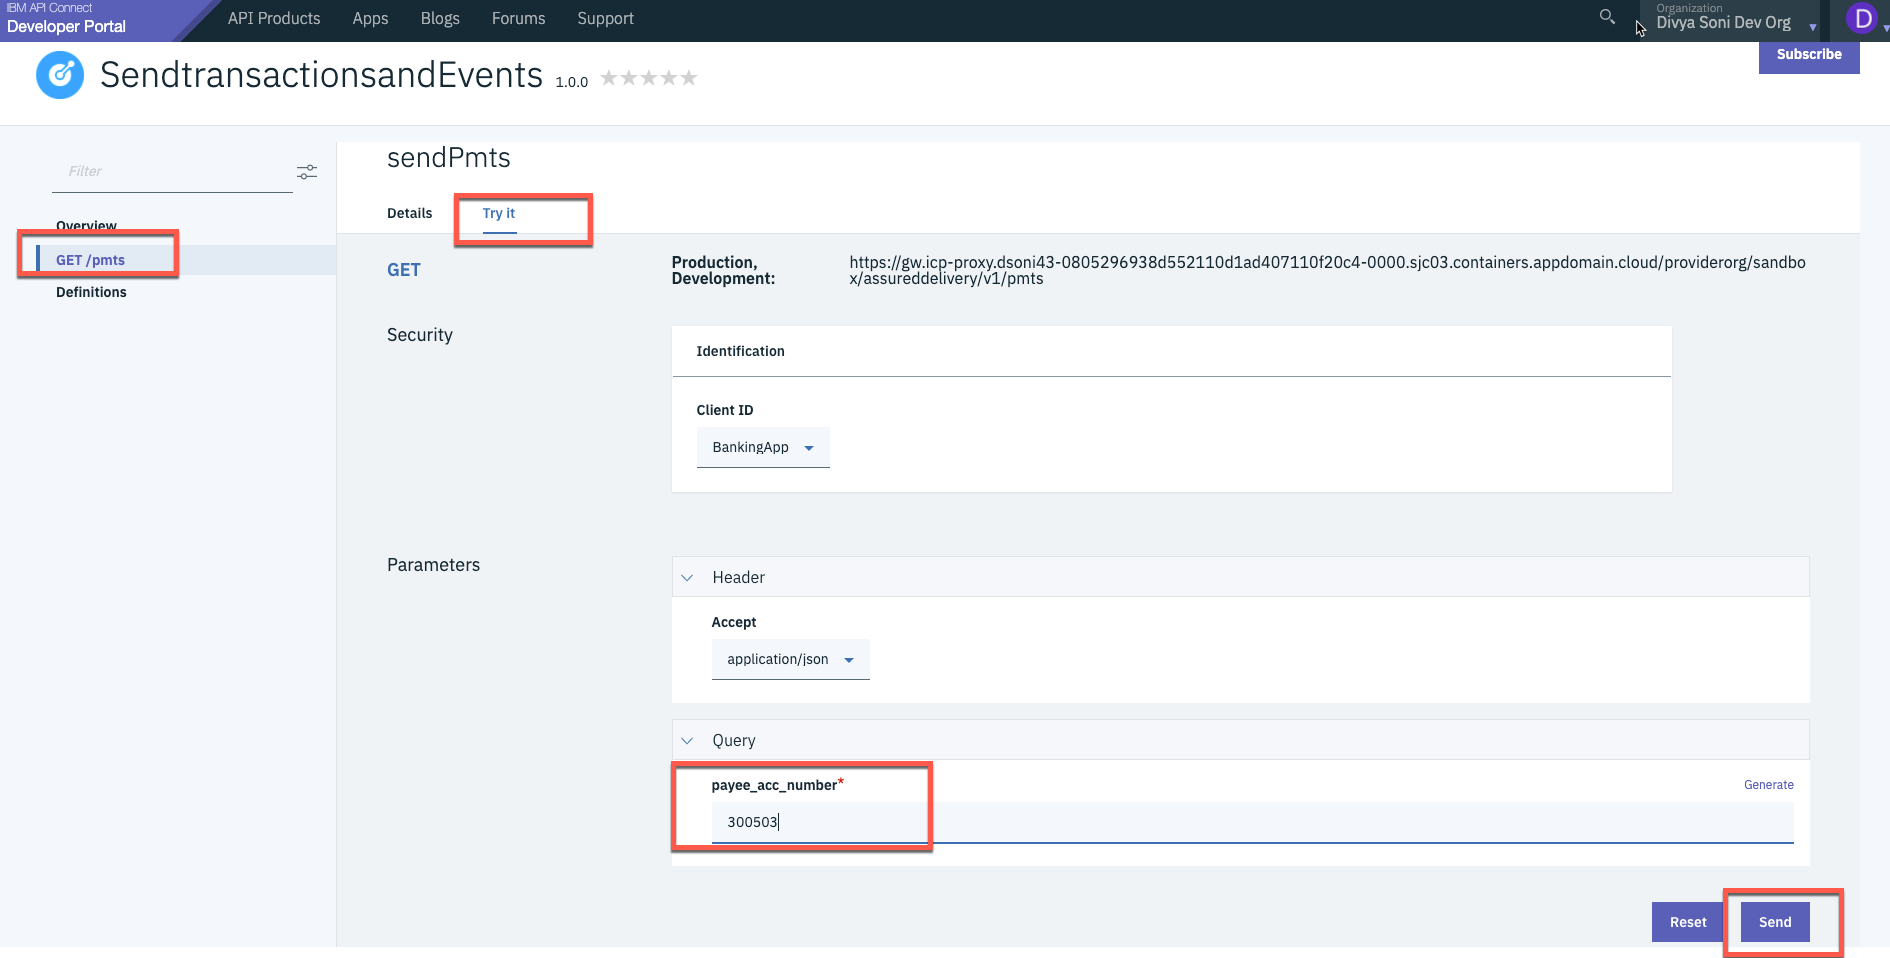 IBM API Connect
Developer Portal
API Products
Apps
Blogs
Forums
Support
Organization
Divya Soni Dev Org
D
SendtransactionsandEvents 1.0.0
Subscribe
Filter
Overview
GET /pmts
Definitions
sendPmts
Details
Try it
GET
Production,
Development:
https://gw.icp-proxy.dsoni43-0805296938d552110d1ad407110f20c4-0000.sjc03.containers.appdomain.cloud/providerorg/sandbo
x/assureddelivery/v1/pmts
Security
Identification
Client ID
BankingApp
Parameters
Header
Accept
application/json
Query
payee_acc_number*
Generate
300503
Reset
Send